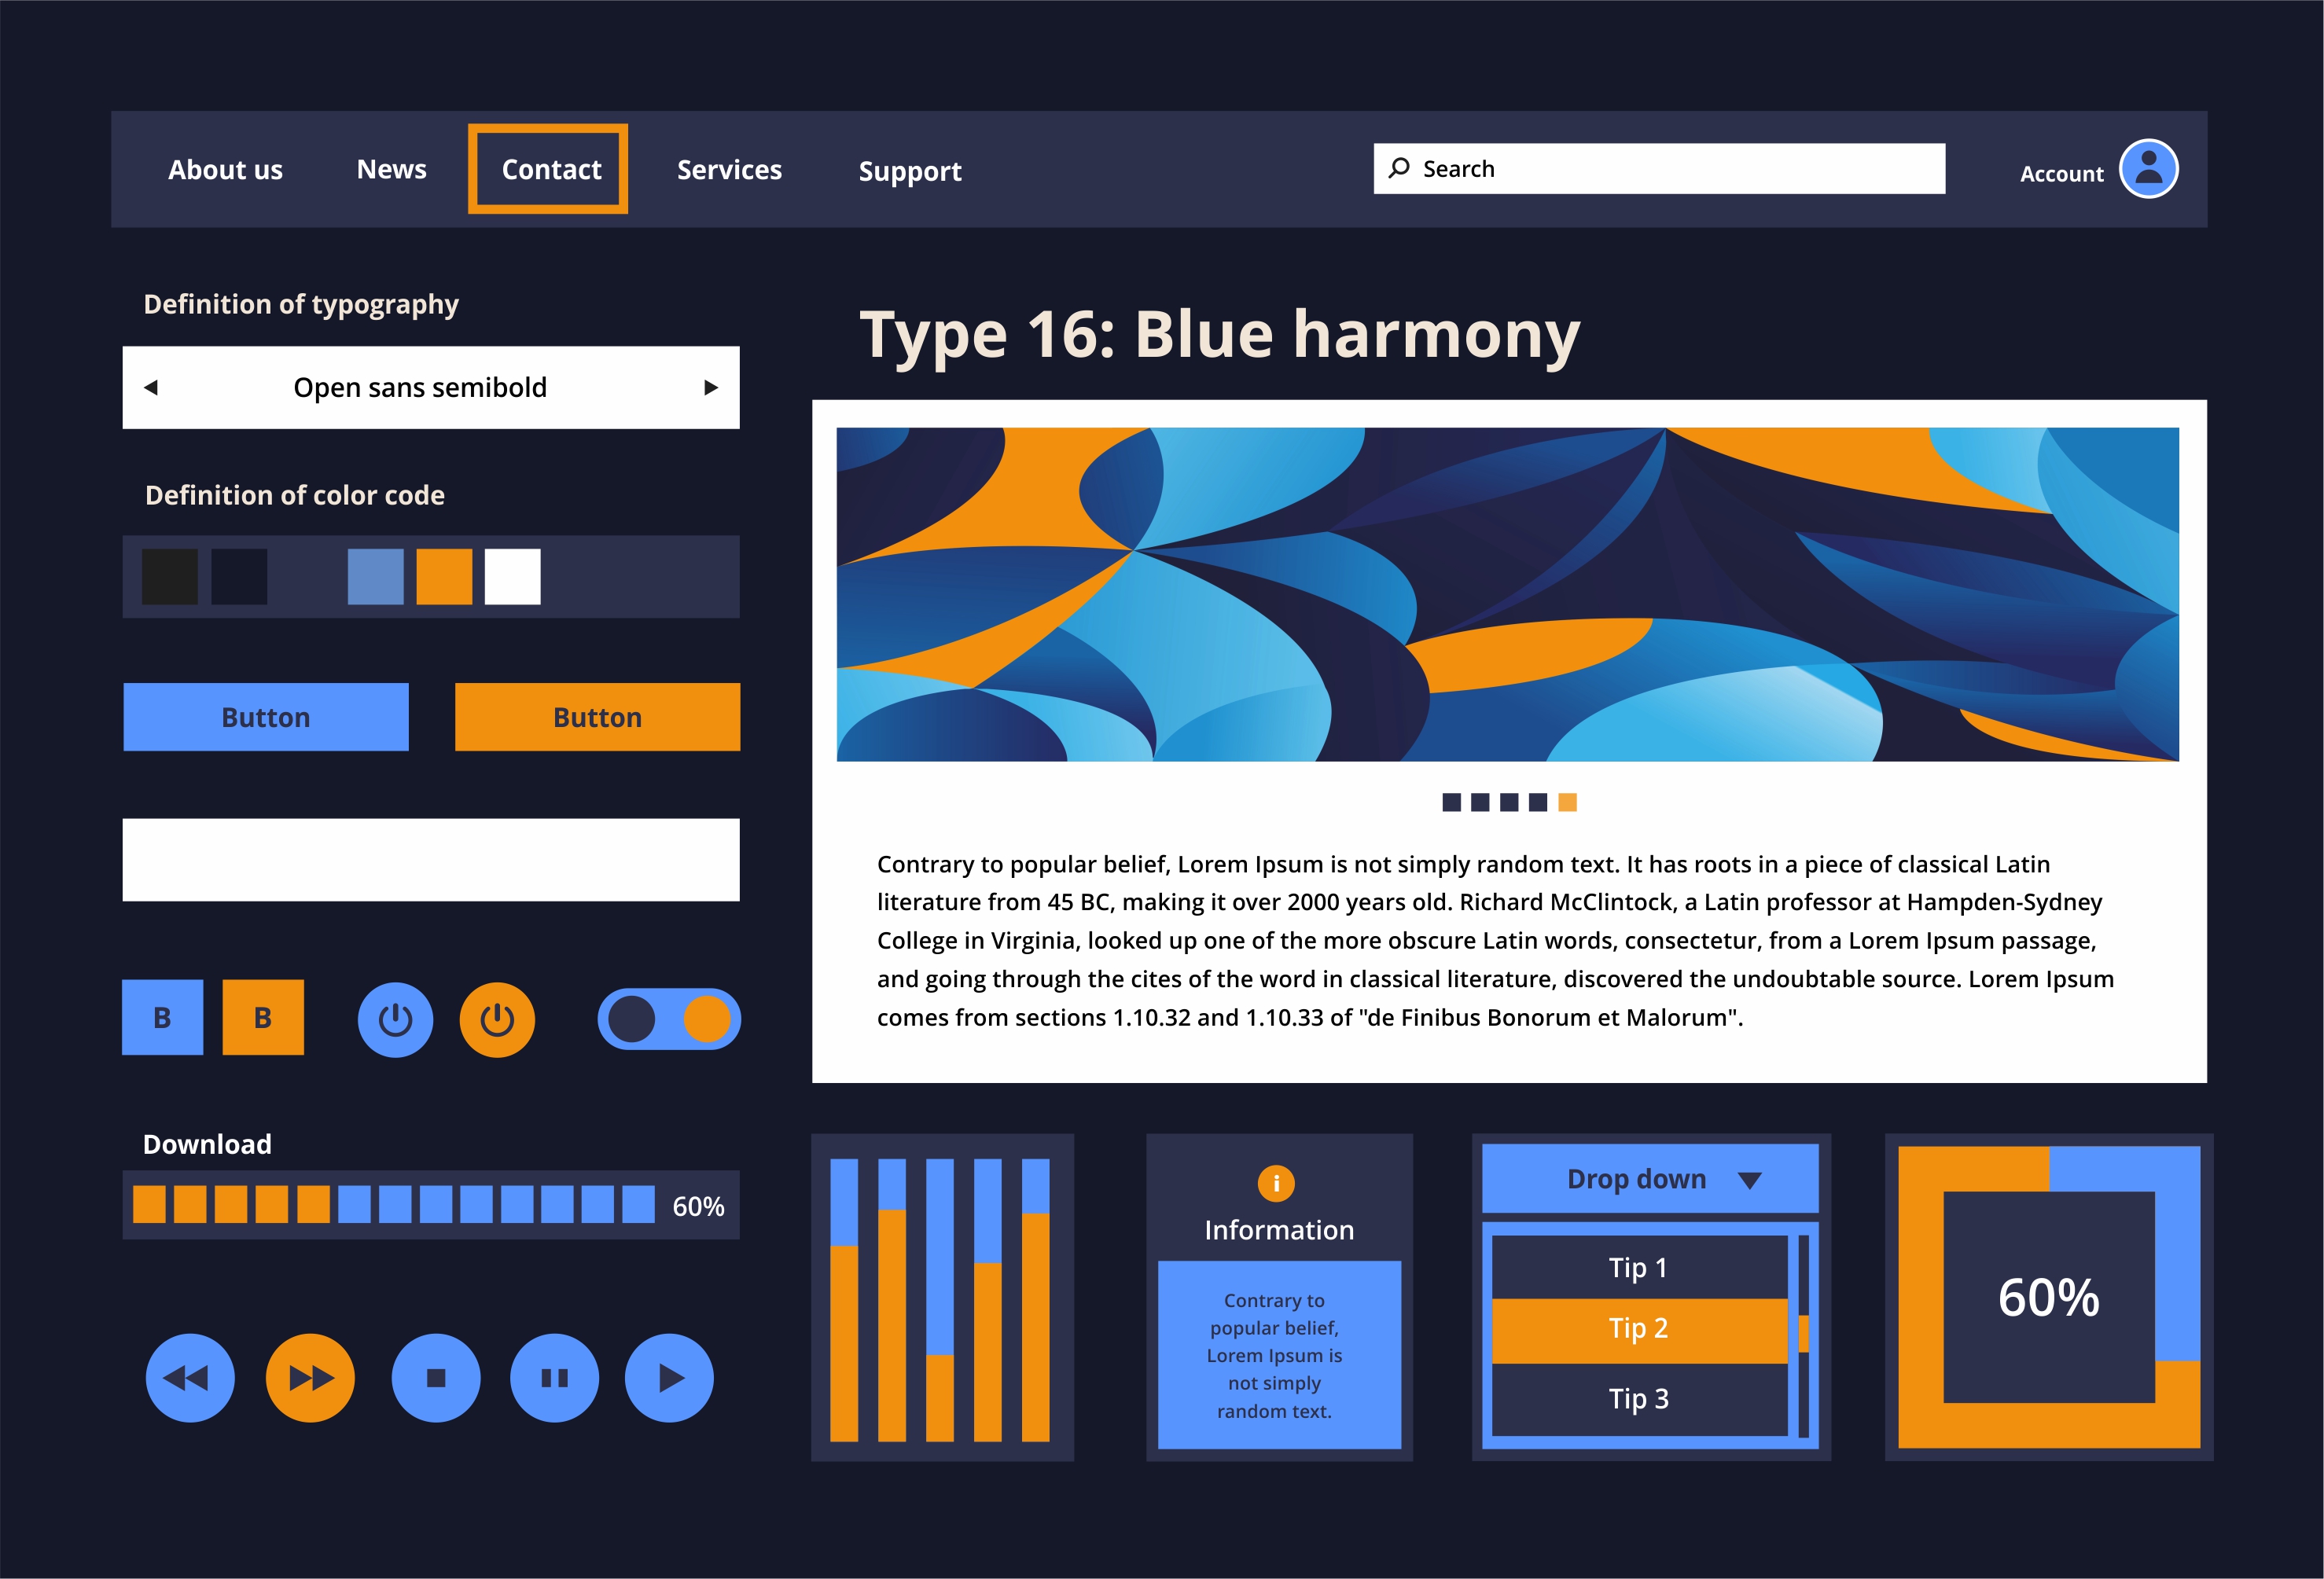 About us
News
Contact
Services
Support
Search
Account
Definition of typography
Open sans semibold
Definition of color code
Button
Button
B
B
Download
60%
Type 16: Blue harmony
Contrary to popular belief, Lorem Ipsum is not simply random text. It has roots in a piece of classical Latin
literature from 45 BC, making it over 2000 years old. Richard McClintock, a Latin professor at Hampden-Sydney
College in Virginia, looked up one of the more obscure Latin words, consectetur, from a Lorem Ipsum passage,
and going through the cites of the word in classical literature, discovered the undoubtable source. Lorem Ipsum
comes from sections 1.10.32 and 1.10.33 of "de Finibus Bonorum et Malorum".
i
Information
Contrary to
popular belief,
Lorem Ipsum is
not simply
random text.
Drop down
Tip 1
Tip 2
Tip 3
60%